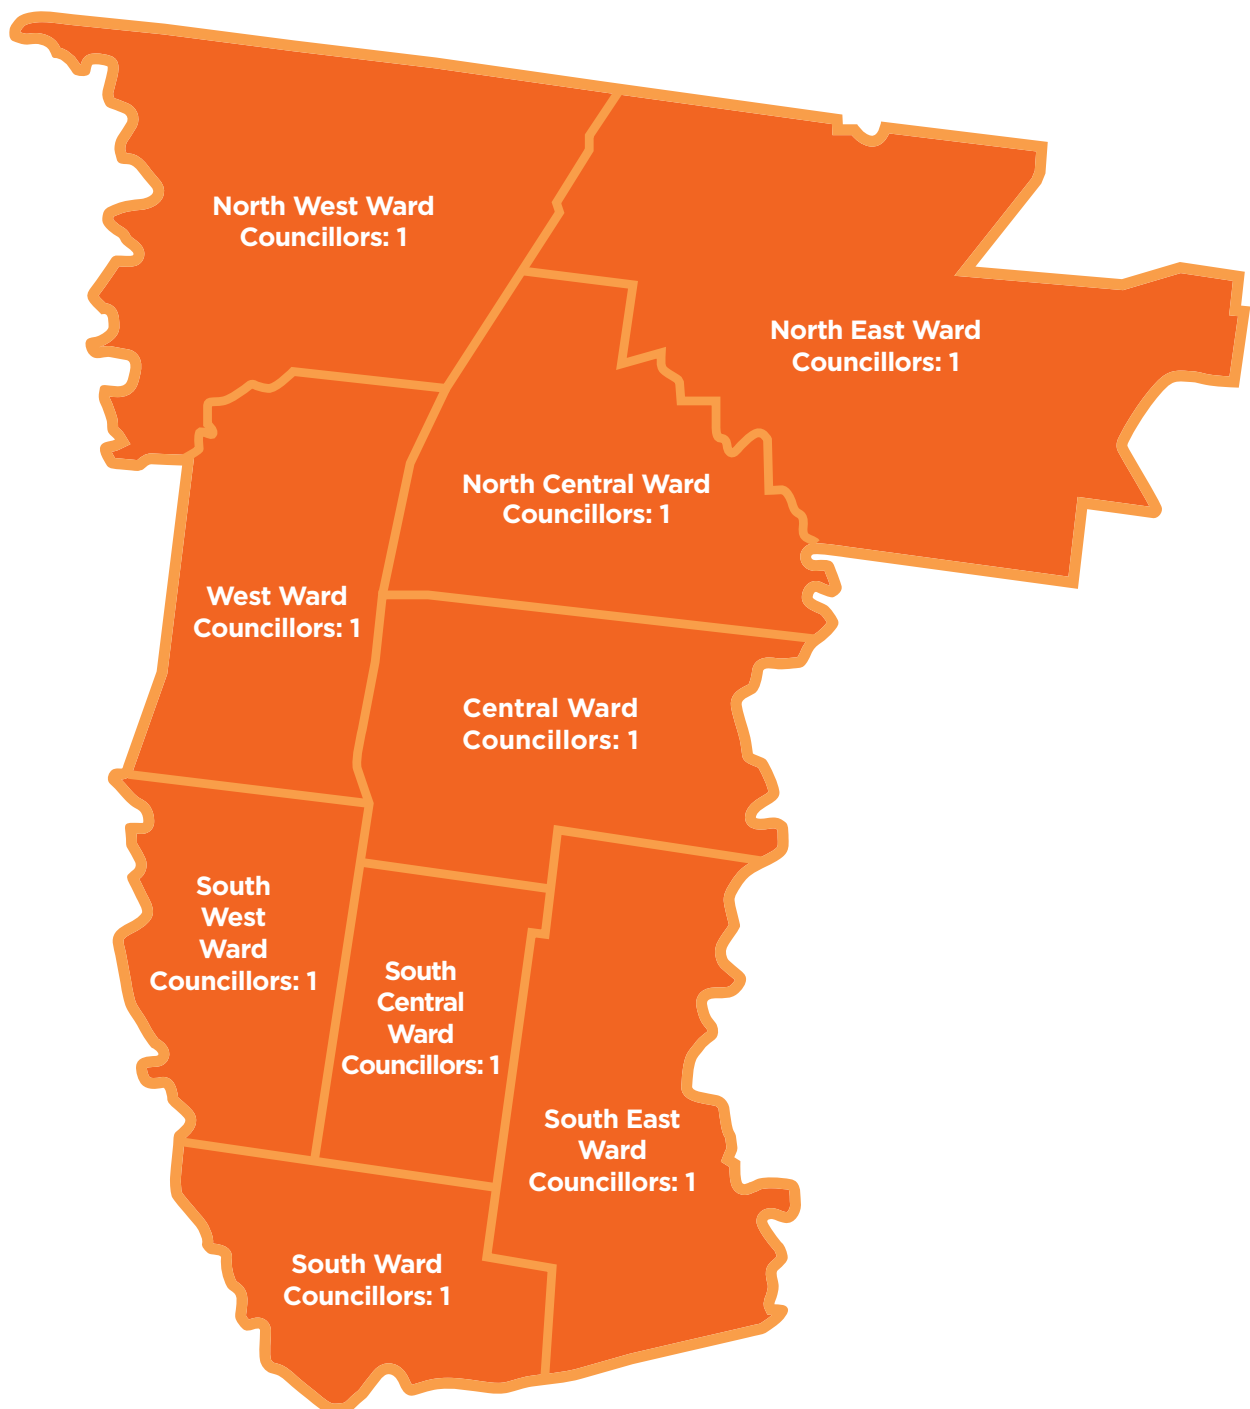 North West Ward
Councillors: 1
North East Ward
Councillors: 1
North Central Ward
Councillors: 1
West Ward
Councillors: 1
Central Ward
Councillors: 1
South
West
Ward
Councillors: 1
South
Central
Ward
Councillors: 1
South East
Ward
Councillors: 1
South Ward
Councillors: 1